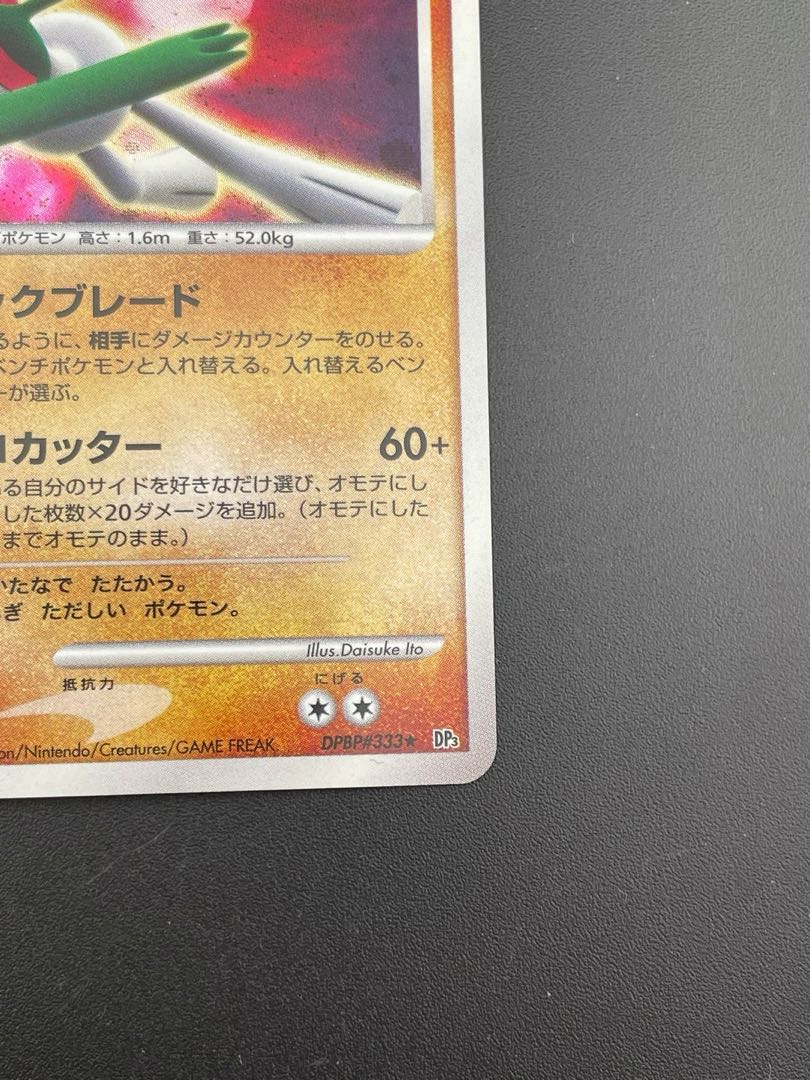 ポケモン 高さ：1.6m 重さ：52.0kg
ックブレード
るように、相手にダメージカウンターをのせる。
ベンチポケモンと入れ替える。入れ替えるベン
ーが選ぶ。
カッター 60+
る自分のサイドを好きなだけ選び、オモテにし
した枚数×20ダメージを追加。（オモテにした
までオモテのまま。）
かたなで たたかう。
ぎ ただしい ポケモン。
Illus.Daisuke Ito
抵抗力 にげる
on/Nintendo/Creatures/GAME FREAK. DPBP#333★ DP3